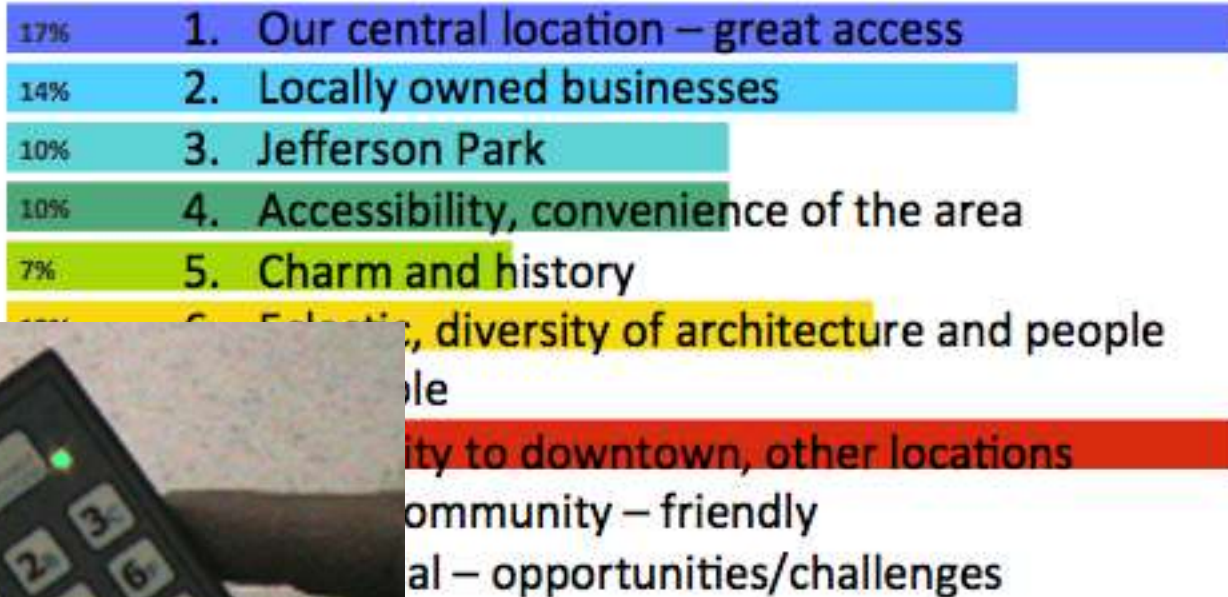 17% 1. Our central location – great access
14% 2. Locally owned businesses
10% 3. Jefferson Park
10% 4. Accessibility, convenience of the area
7% 5. Charm and history
diversity of architecture and people
ity to downtown, other locations
ommunity – friendly
al – opportunities/challenges
3
2
6